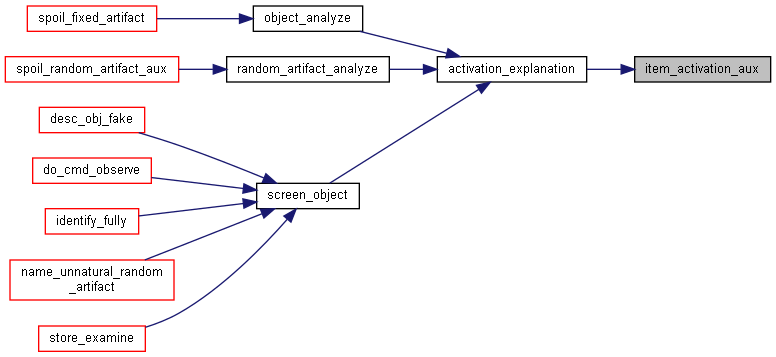 spoil_fixed_artifact
object_analyze
spoil_random_artifact_aux
random_artifact_analyze
activation_explanation
item_activation_aux
desc_obj_fake
do_cmd_observe
screen_object
identify_fully
name_unnatural_random
_artifact
store_examine